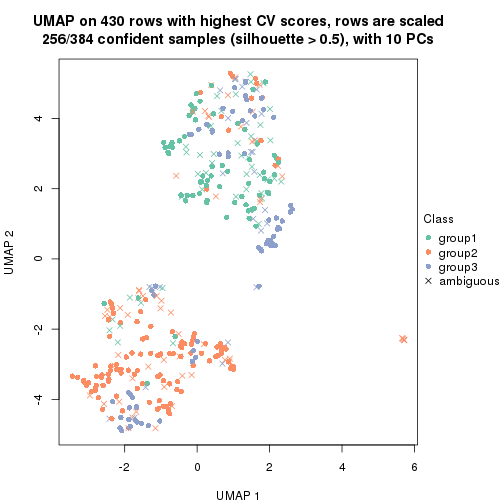 UMAP on 430 rows with highest CV scores, rows are scaled
256/384 confident samples (silhouette > 0.5), with 10 PCs
4
2
0
-2
-4
UMAP 2
-2
0
2
4
6
UMAP 1
Class
group1
group2
group3
ambiguous